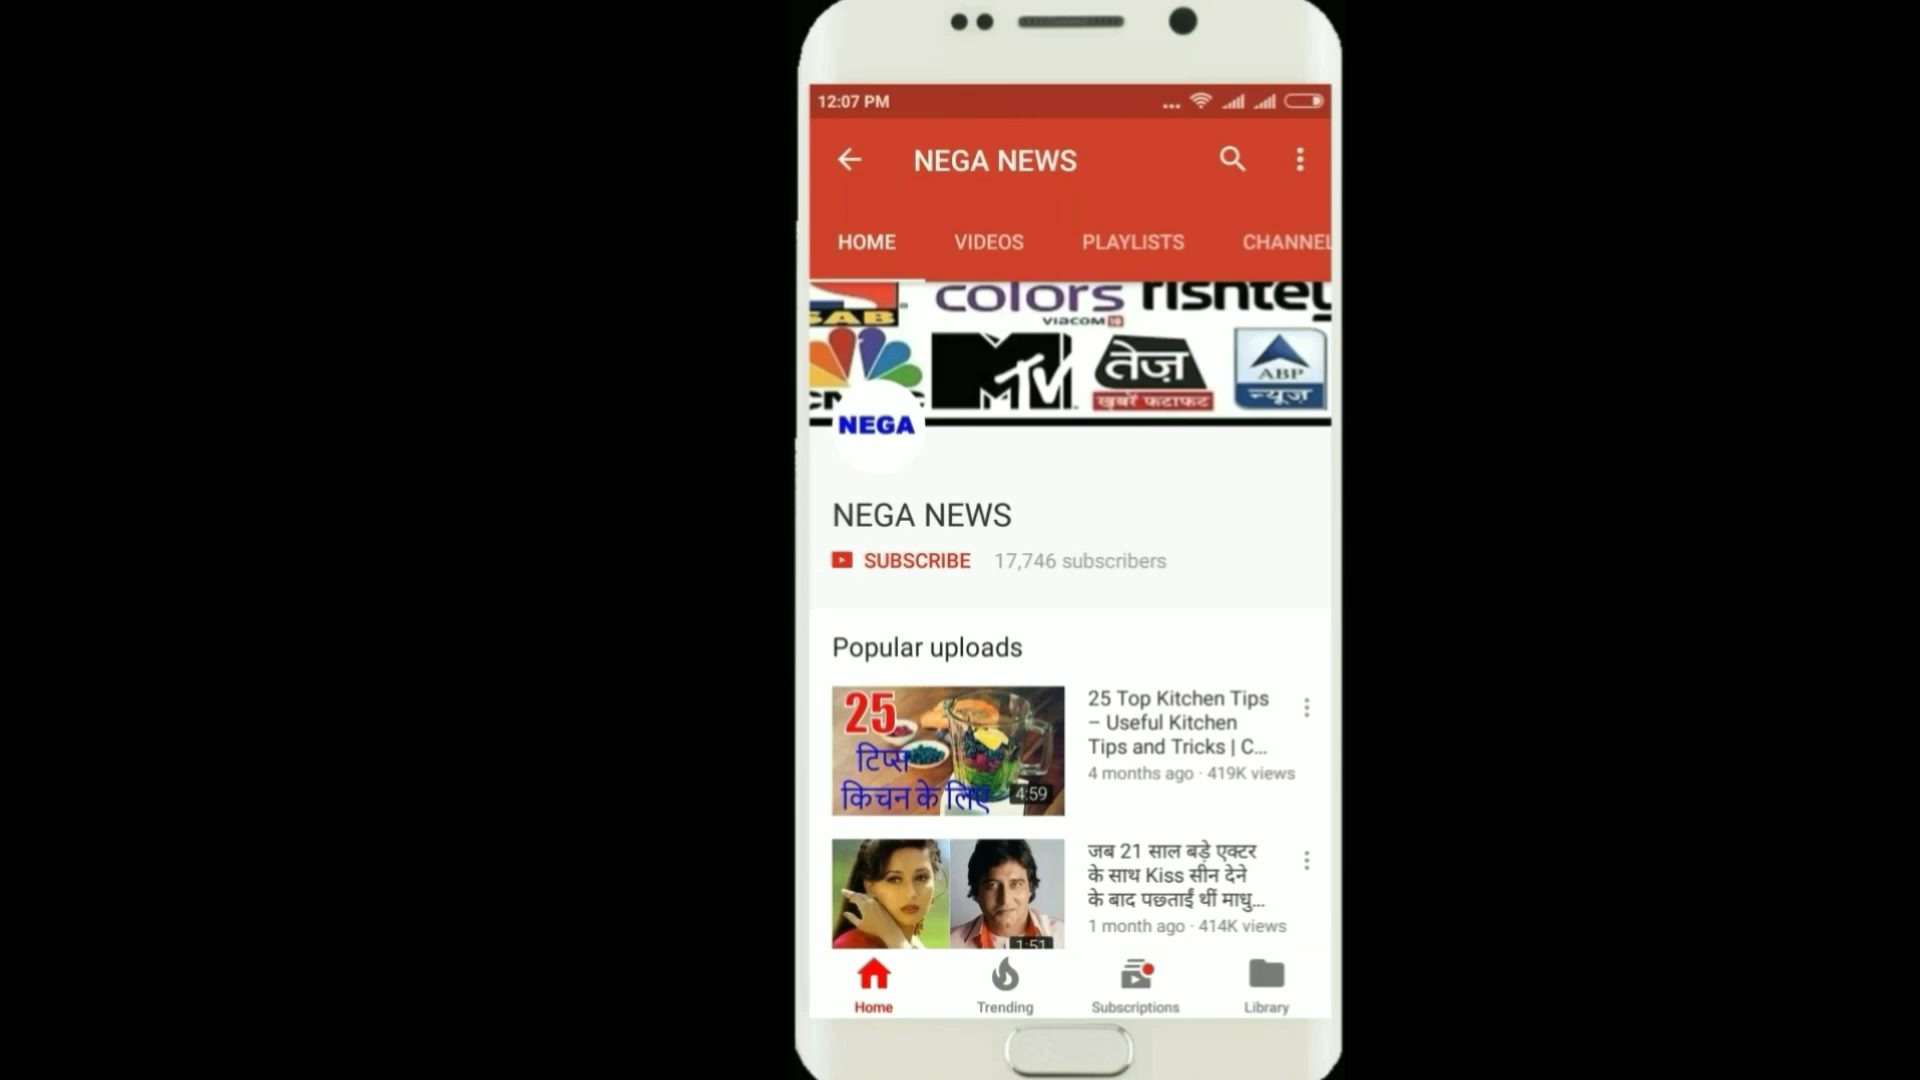 12:07 PM
NEGA NEWS
HOME VIDEOS PLAYLISTS CHANNEL
SAB colors rishtey
VIACOM18
MTV तेज़ ABP
ख़बरें फटाफट न्यूज़
NEGA
NEGA NEWS
SUBSCRIBE 17,746 subscribers
Popular uploads
25
टिप्स
किचन के लिए
4:59
25 Top Kitchen Tips
– Useful Kitchen
Tips and Tricks | C...
4 months ago · 419K views
जब 21 साल बड़े एक्टर
के साथ Kiss सीन देने
के बाद पछताईं थीं माधु...
1 month ago · 414K views
1:51
Home Trending Subscriptions Library